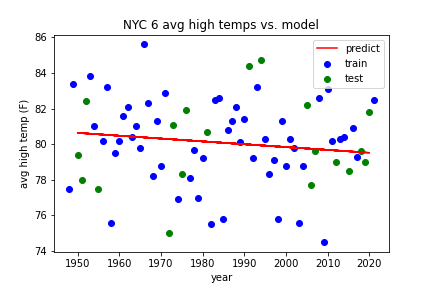 NYC 6 avg high temps vs. model
predict
train
test
86
84
82
80
78
76
74
avg high temp (F)
1950 1960 1970 1980 1990 2000 2010 2020
year